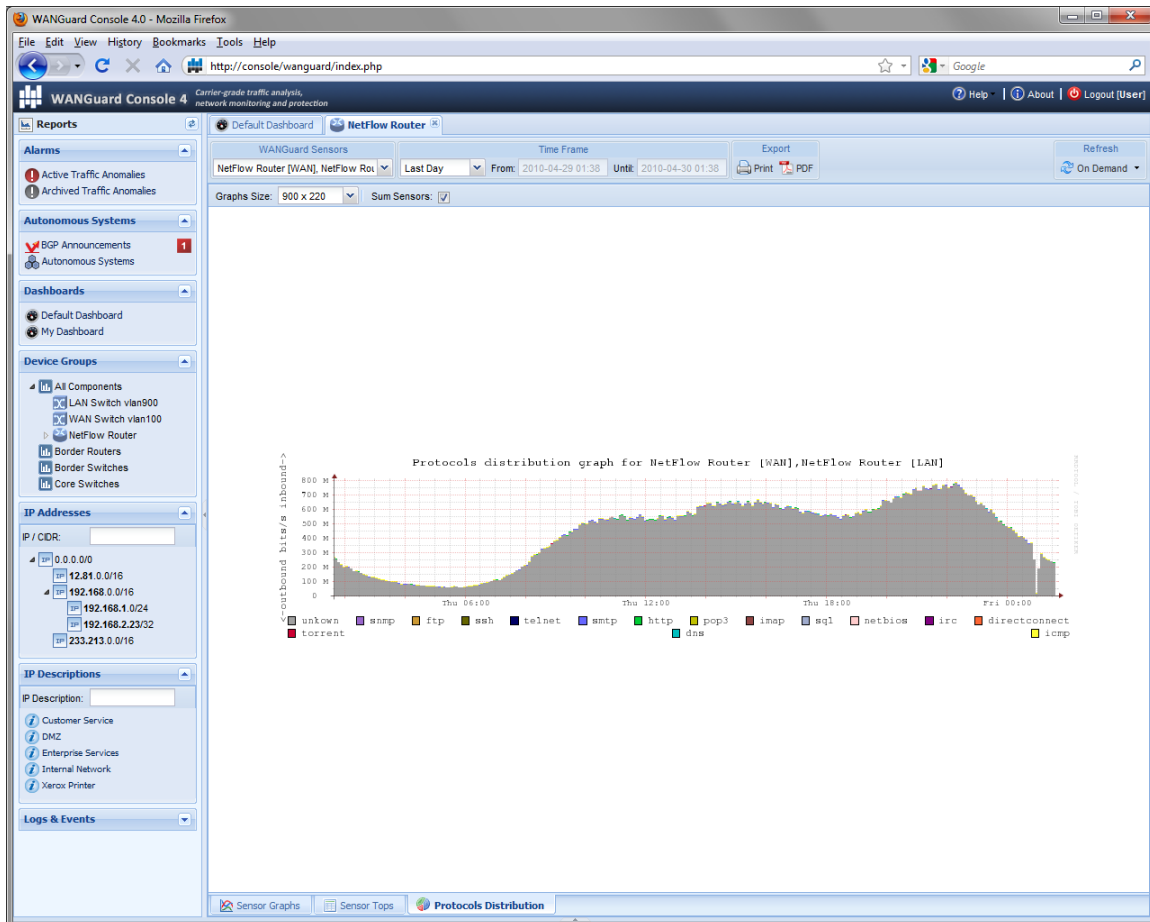 WANGuard Console 4.0 - Mozilla Firefox
File Edit View History Bookmarks Tools Help
http://console/wanguard/index.php
Google
WANGuard Console 4
Carrier-grade traffic analysis,
network monitoring and protection
Help | About | Logout [User]
Reports
Default Dashboard
NetFlow Router
Alarms
Active Traffic Anomalies
Archived Traffic Anomalies
Autonomous Systems
BGP Announcements 1
Autonomous Systems
Dashboards
Default Dashboard
My Dashboard
Device Groups
All Components
LAN Switch vlan900
WAN Switch vlan100
NetFlow Router
Border Routers
Border Switches
Core Switches
IP Addresses
IP / CIDR:
IP 0.0.0.0/0
IP 12.81.0.0/16
IP 192.168.0.0/16
IP 192.168.1.0/24
IP 192.168.2.23/32
IP 233.213.0.0/16
IP Descriptions
IP Description:
Customer Service
DMZ
Enterprise Services
Internal Network
Xerox Printer
Logs & Events
WANGuard Sensors
NetFlow Router [WAN], NetFlow Rou
Time Frame
Last Day From: 2010-04-29 01:38 Until: 2010-04-30 01:38
Export
Print PDF
Refresh
On Demand
Graphs Size: 900 x 220 Sum Sensors:
Protocols distribution graph for NetFlow Router [WAN],NetFlow Router [LAN]
<-outbound bits/s inbound->
800 M
700 M
600 M
500 M
400 M
300 M
200 M
100 M
0
Thu 06:00 Thu 12:00 Thu 18:00 Fri 00:00
unkown snmp ftp ssh telnet smtp http pop3 imap sql netbios irc directconnect
torrent dns icmp
Sensor Graphs
Sensor Tops
Protocols Distribution